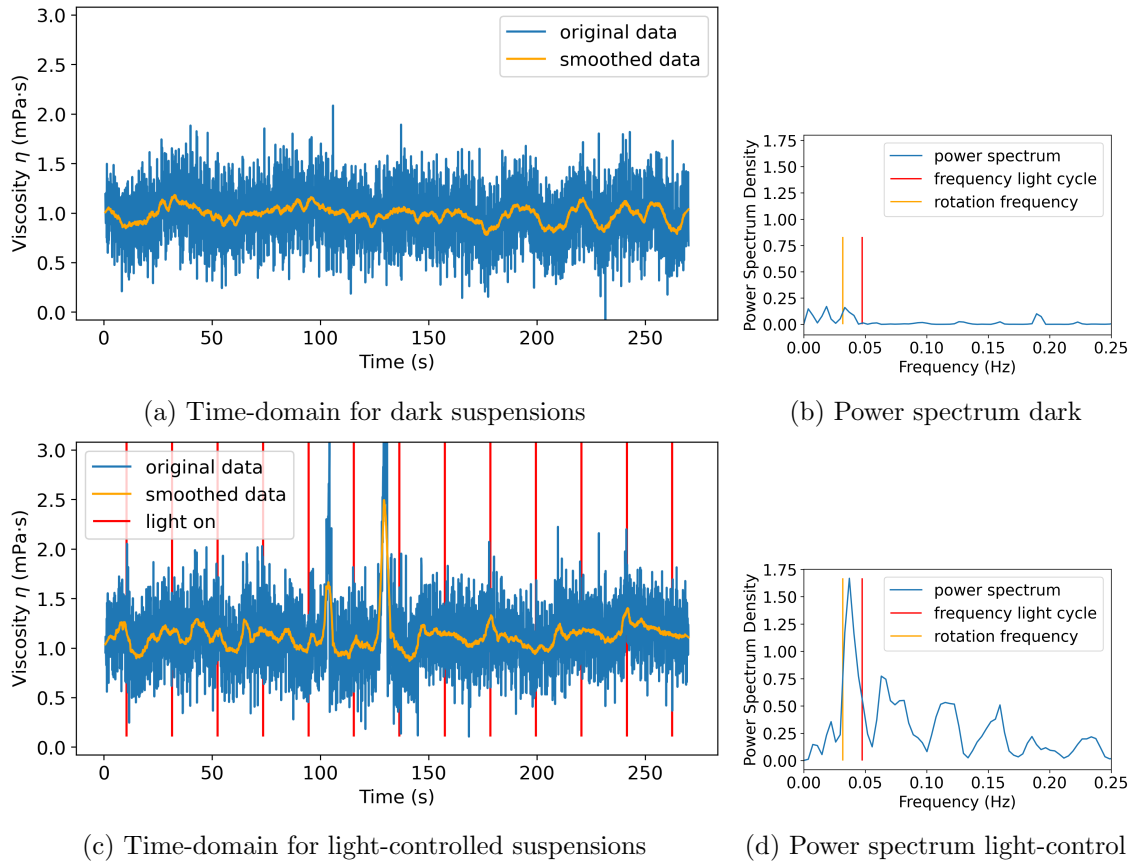 3.0
2.5
2.0
1.5
1.0
0.5
0.0
Viscosity η (mPa·s)
original data
smoothed data
0 50 100 150 200 250
Time (s)
(a) Time-domain for dark suspensions
1.75
1.50
1.25
1.00
0.75
0.50
0.25
0.00
Power Spectrum Density
power spectrum
frequency light cycle
rotation frequency
0.00 0.05 0.10 0.15 0.20 0.25
Frequency (Hz)
(b) Power spectrum dark
3.0
2.5
2.0
1.5
1.0
0.5
0.0
Viscosity η (mPa·s)
original data
smoothed data
light on
0 50 100 150 200 250
Time (s)
(c) Time-domain for light-controlled suspensions
1.75
1.50
1.25
1.00
0.75
0.50
0.25
0.00
Power Spectrum Density
power spectrum
frequency light cycle
rotation frequency
0.00 0.05 0.10 0.15 0.20 0.25
Frequency (Hz)
(d) Power spectrum light-control